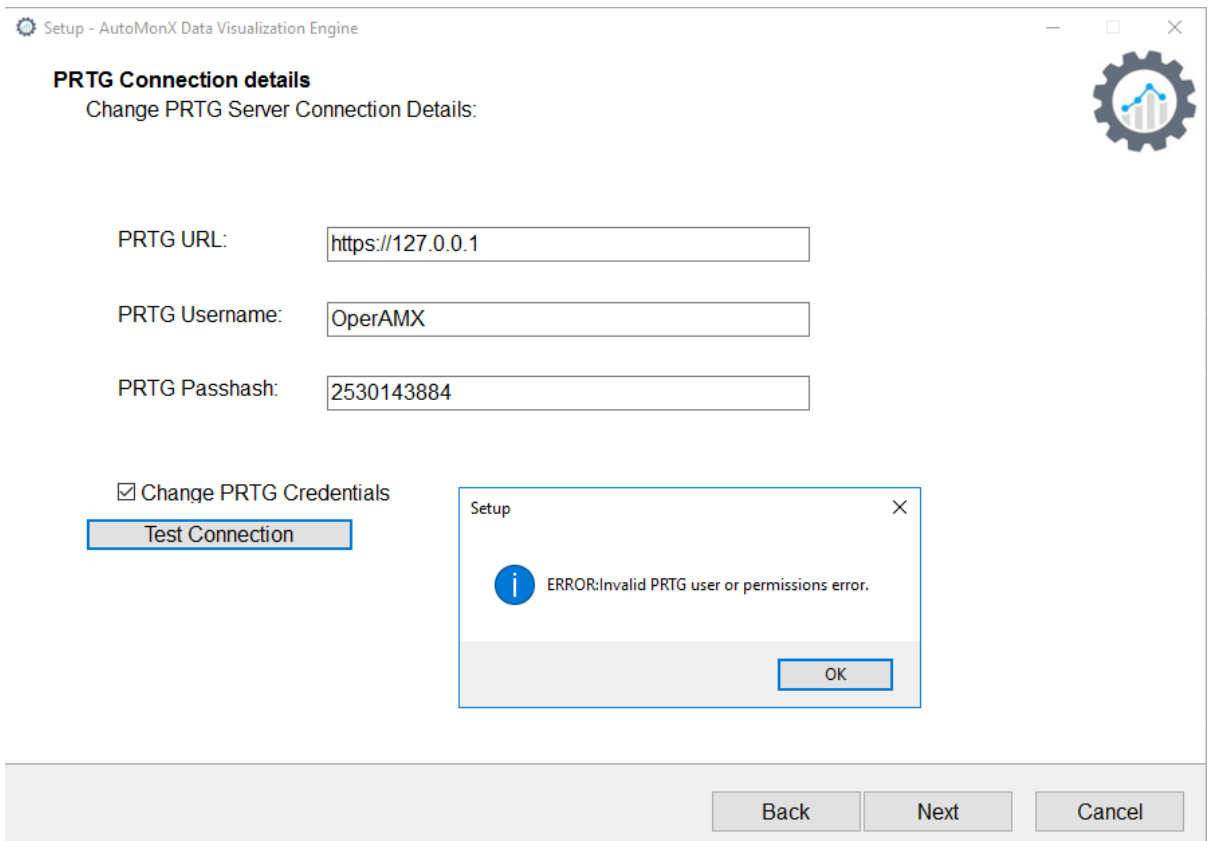 Setup - AutoMonX Data Visualization Engine
PRTG Connection details
Change PRTG Server Connection Details:
PRTG URL:
https://127.0.0.1
PRTG Username:
OperAMX
PRTG Passhash:
2530143884
Change PRTG Credentials
Test Connection
Setup
ERROR:Invalid PRTG user or permissions error.
OK
Back
Next
Cancel